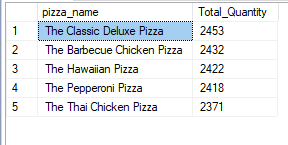 pizza_name Total_Quantity
1 The Classic Deluxe Pizza 2453
2 The Barbecue Chicken Pizza 2432
3 The Hawaiian Pizza 2422
4 The Pepperoni Pizza 2418
5 The Thai Chicken Pizza 2371